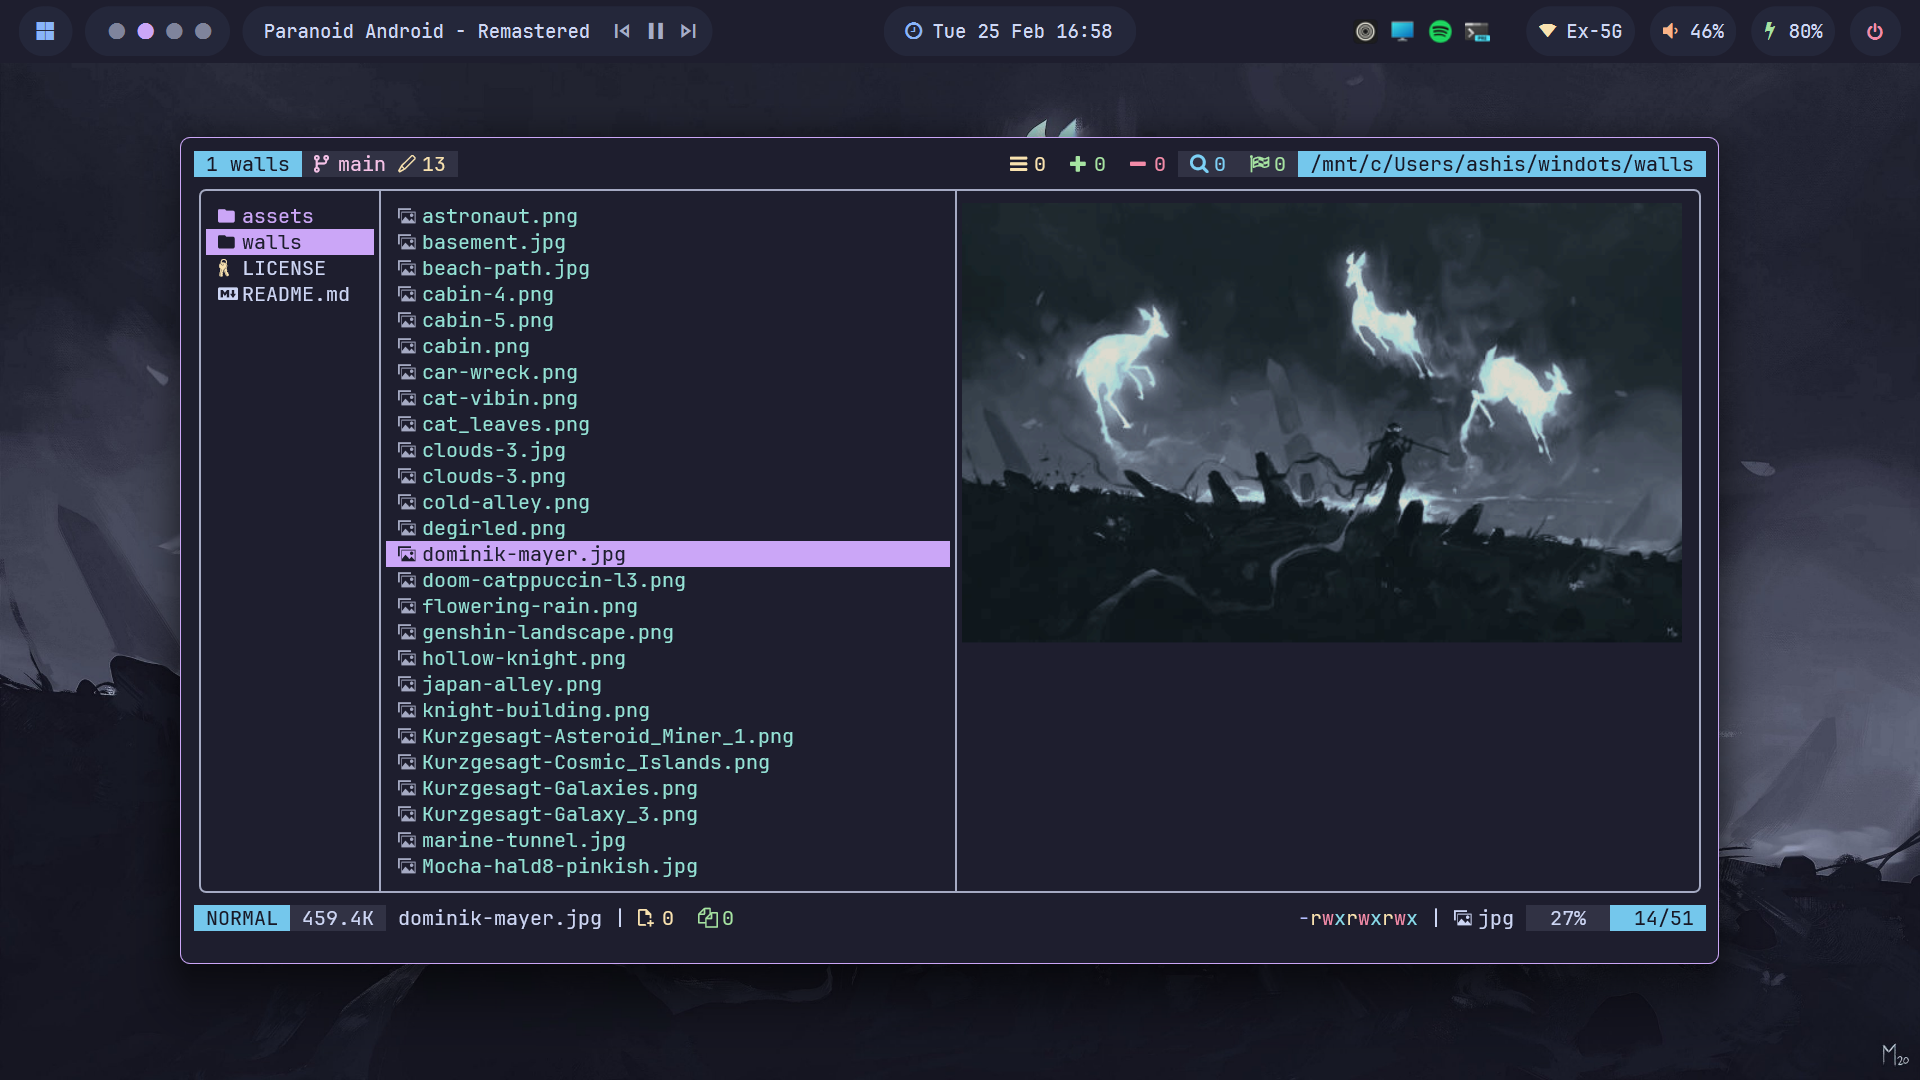 Paranoid Android - Remastered
Tue 25 Feb 16:58
Ex-5G
46%
80%
1 walls main 13
0 0 0 0 0 /mnt/c/Users/ashis/windots/walls
assets
walls
LICENSE
README.md
astronaut.png
basement.jpg
beach-path.jpg
cabin-4.png
cabin-5.png
cabin.png
car-wreck.png
cat-vibin.png
cat_leaves.png
clouds-3.jpg
clouds-3.png
cold-alley.png
degirled.png
dominik-mayer.jpg
doom-catppuccin-l3.png
flowering-rain.png
genshin-landscape.png
hollow-knight.png
japan-alley.png
knight-building.png
Kurzgesagt-Asteroid_Miner_1.png
Kurzgesagt-Cosmic_Islands.png
Kurzgesagt-Galaxies.png
Kurzgesagt-Galaxy_3.png
marine-tunnel.jpg
Mocha-hald8-pinkish.jpg
NORMAL 459.4K dominik-mayer.jpg | 0 0
-rwxrwxrwx | jpg 27% 14/51
M20